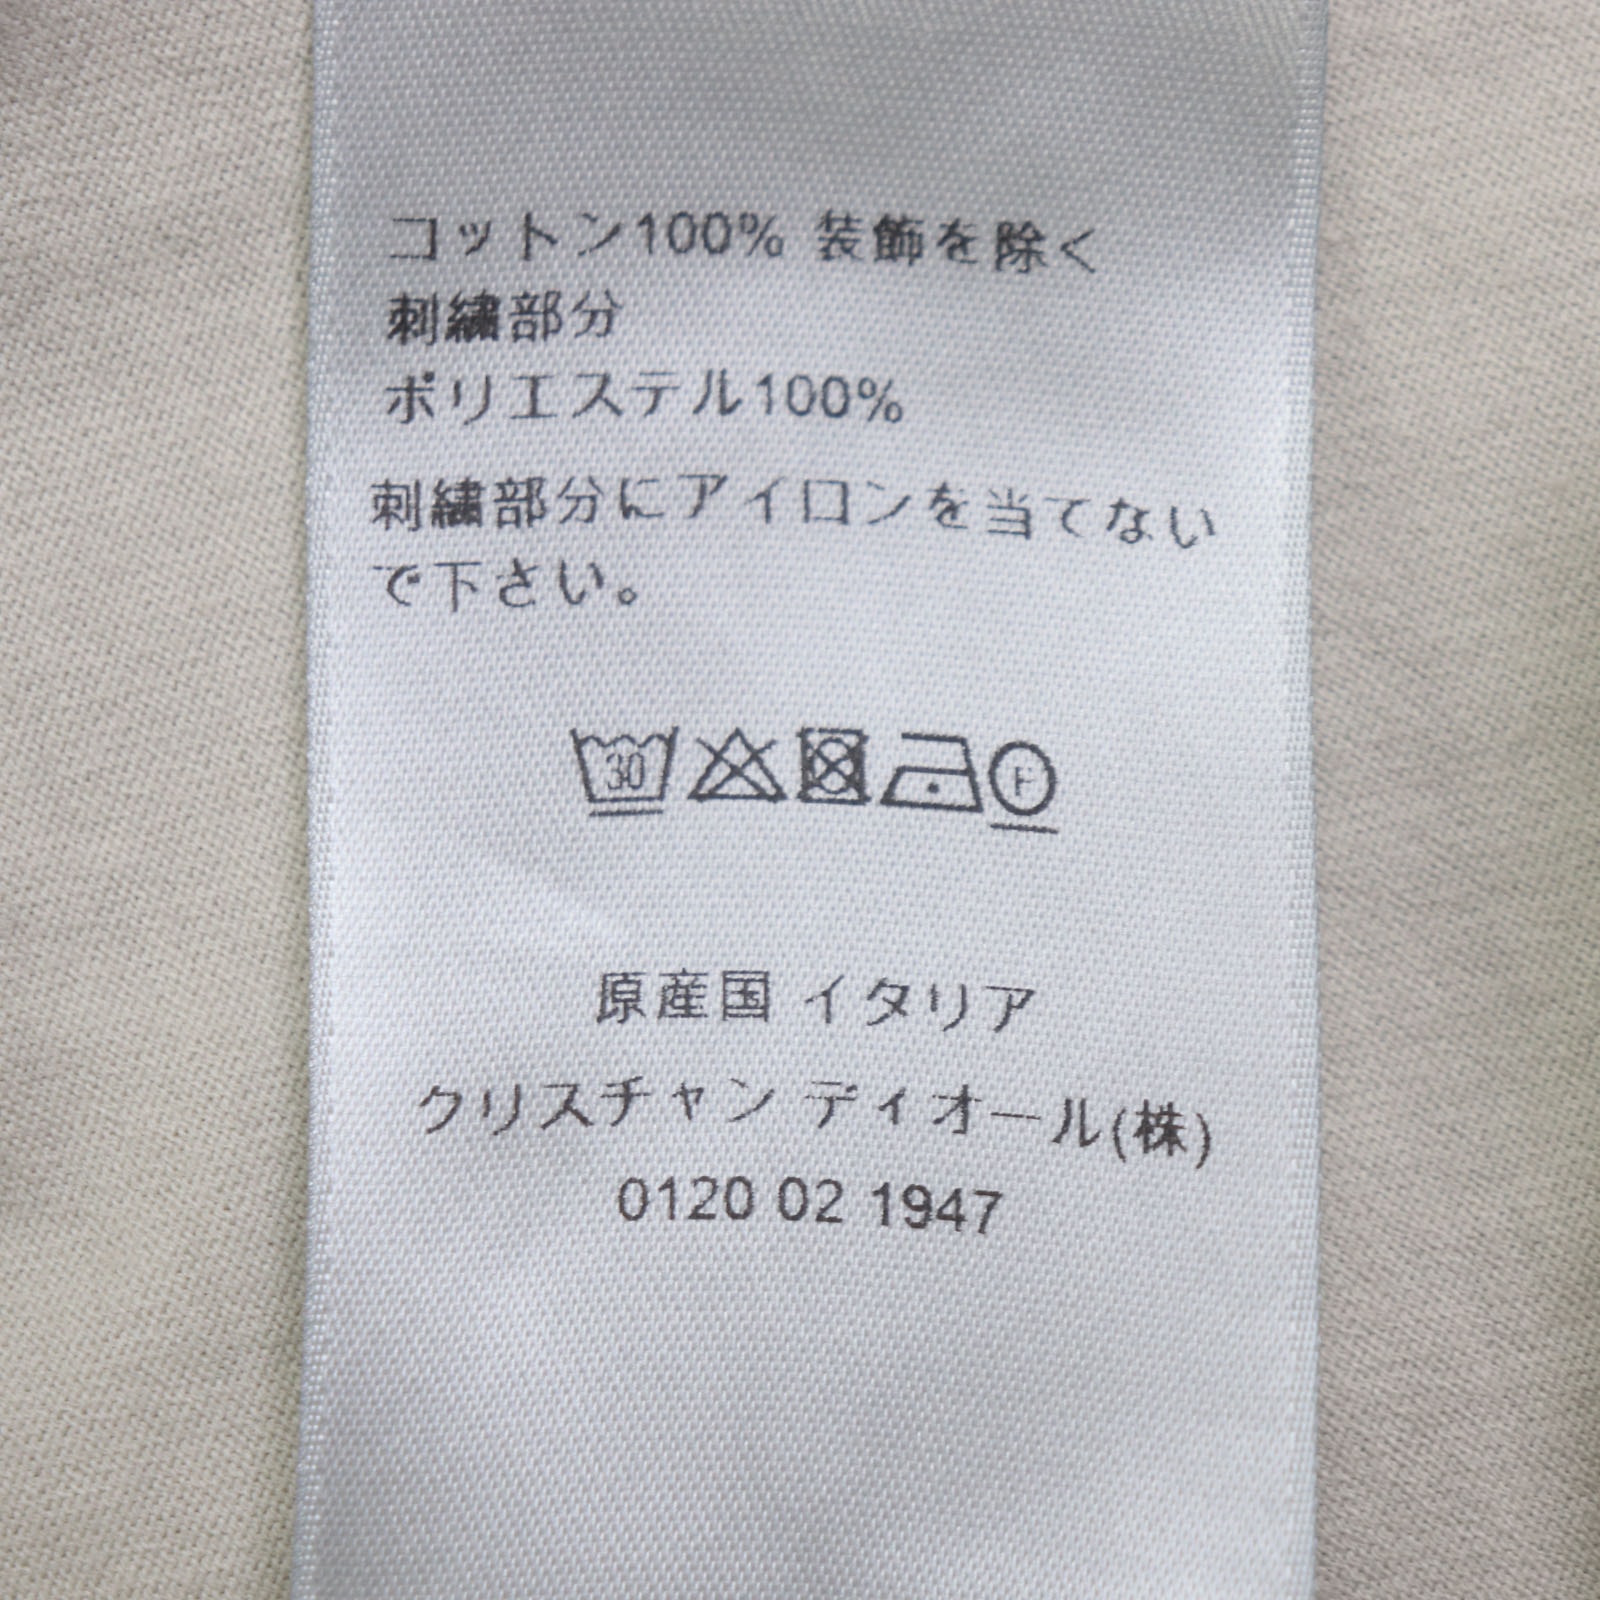 コットン100% 装飾を除く
刺繍部分
ポリエステル100%
刺繍部分にアイロンを当てない
で下さい。
30
F
原産国 イタリア
クリスチャン ディオール(株)
0120 02 1947